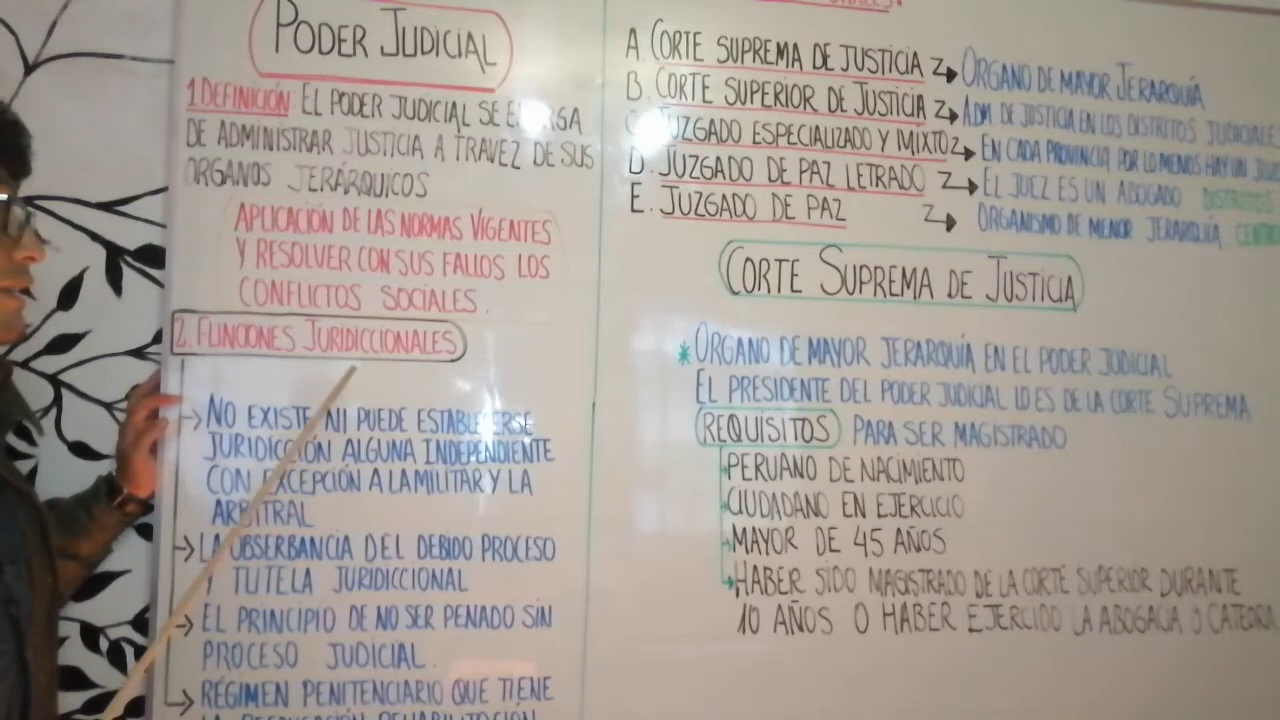 PODER JUDICIAL
1 DEFINICIÓN: EL PODER JUDICIAL SE
DE ADMINISTRAR JUSTICIA A TRAVEZ DE SUS
ORGANOS JERÁRQUICOS
APLICACIÓN DE LAS NORMAS VIGENTES
Y RESOLVER CON SUS FALLOS LOS
CONFLICTOS SOCIALES.
2. FUNCIONES JURIDICCIONALES
→ NO EXISTE NI PUEDE ESTABLECERSE
JURIDICCIÓN ALGUNA INDEPENDIENTE
CON EXCEPCIÓN A LA MILITAR Y LA
ARBITRAL
→ LA OBSERBANCIA DEL DEBIDO PROCESO
Y TUTELA JURIDICCIONAL
→ EL PRINCIPIO DE NO SER PENADO SIN
PROCESO JUDICIAL.
→ RÉGIMEN PENITENCIARIO QUE TIENE
LA REEDUCACIÓN REHABILITACIÓN
A. CORTE SUPREMA DE JUSTICIA → ORGANO DE MAYOR JERARQUÍA
B. CORTE SUPERIOR DE JUSTICIA → ADM DE JUSTICIA EN LOS DISTRITOS JUDICIALE
C. JUZGADO ESPECIALIZADO Y MIXTO → EN CADA PROVINCIA POR LO MENOS HAY UN
D. JUZGADO DE PAZ LETRADO → EL JUEZ ES UN ABOGADO DISTRITOS
E. JUZGADO DE PAZ → ORGANISMO DE MENOR JERARQUÍA
CORTE SUPREMA DE JUSTICIA
* ORGANO DE MAYOR JERARQUÍA EN EL PODER JUDICIAL
EL PRESIDENTE DEL PODER JUDICIAL LO ES DE LA CORTE SUPREMA
REQUISITOS PARA SER MAGISTRADO
PERUANO DE NACIMIENTO
CIUDADANO EN EJERCICIO
MAYOR DE 45 AÑOS
HABER SIDO MAGISTRADO DE LA CORTE SUPERIOR DURANTE
10 AÑOS O HABER EJERCIDO LA ABOGACIA O CATEDRA